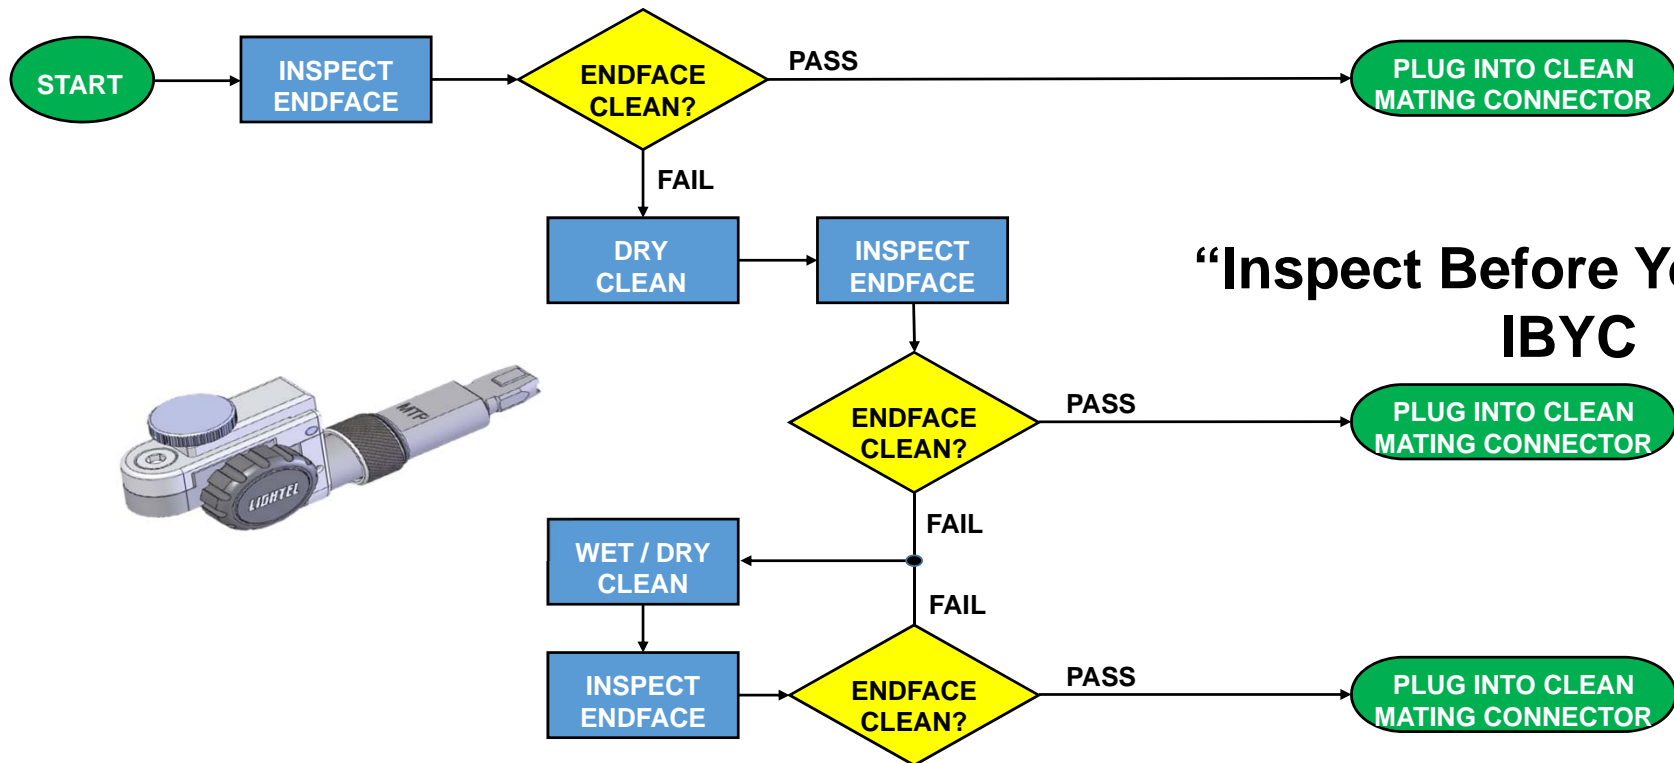 START
INSPECT
ENDFACE
ENDFACE
CLEAN?
PASS
PLUG INTO CLEAN
MATING CONNECTOR
FAIL
DRY
CLEAN
INSPECT
ENDFACE
“Inspect Before
IBYC
MTP
LIGHTEL
ENDFACE
CLEAN?
PASS
PLUG INTO CLEAN
MATING CONNECTOR
FAIL
WET / DRY
CLEAN
FAIL
INSPECT
ENDFACE
ENDFACE
CLEAN?
PASS
PLUG INTO CLEAN
MATING CONNECTOR